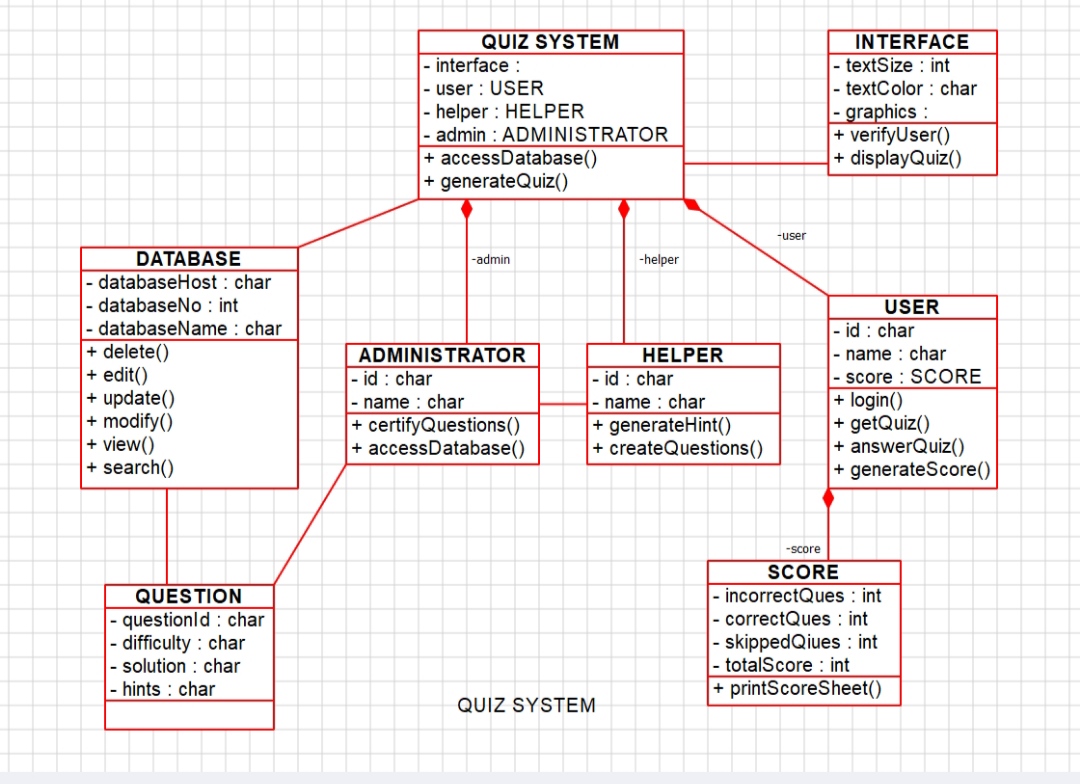 QUIZ SYSTEM
- interface :
- user : USER
- helper : HELPER
- admin : ADMINISTRATOR
+ accessDatabase()
+ generateQuiz()
INTERFACE
- textSize : int
- textColor : char
- graphics :
+ verifyUser()
+ displayQuiz()
-admin
-helper
-user
DATABASE
- databaseHost : char
- databaseNo : int
- databaseName : char
+ delete()
+ edit()
+ update()
+ modify()
+ view()
+ search()
ADMINISTRATOR
- id : char
- name : char
+ certifyQuestions()
+ accessDatabase()
HELPER
- id : char
- name : char
+ generateHint()
+ createQuestions()
USER
- id : char
- name : char
- score : SCORE
+ login()
+ getQuiz()
+ answerQuiz()
+ generateScore()
-score
QUESTION
- questionId : char
- difficulty : char
- solution : char
- hints : char
SCORE
- incorrectQues : int
- correctQues : int
- skippedQiues : int
- totalScore : int
+ printScoreSheet()
QUIZ SYSTEM